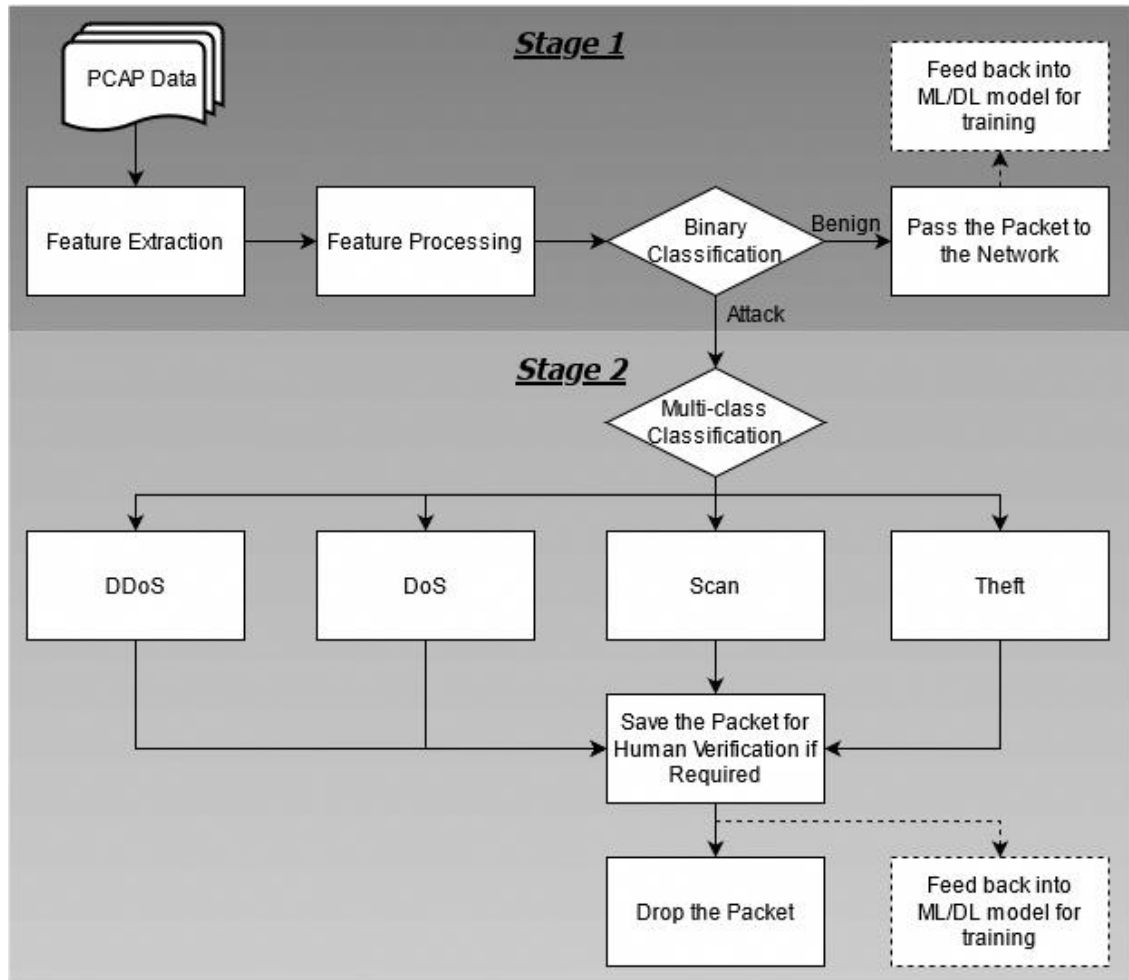 Stage 1
PCAP Data
Feed back into
ML/DL model for
training
Feature Extraction
Feature Processing
Binary
Classification
Benign
Pass the Packet to
the Network
Attack
Stage 2
Multi-class
Classification
DDoS
DoS
Scan
Theft
Save the Packet for
Human Verification if
Required
Drop the Packet
Feed back into
ML/DL model for
training